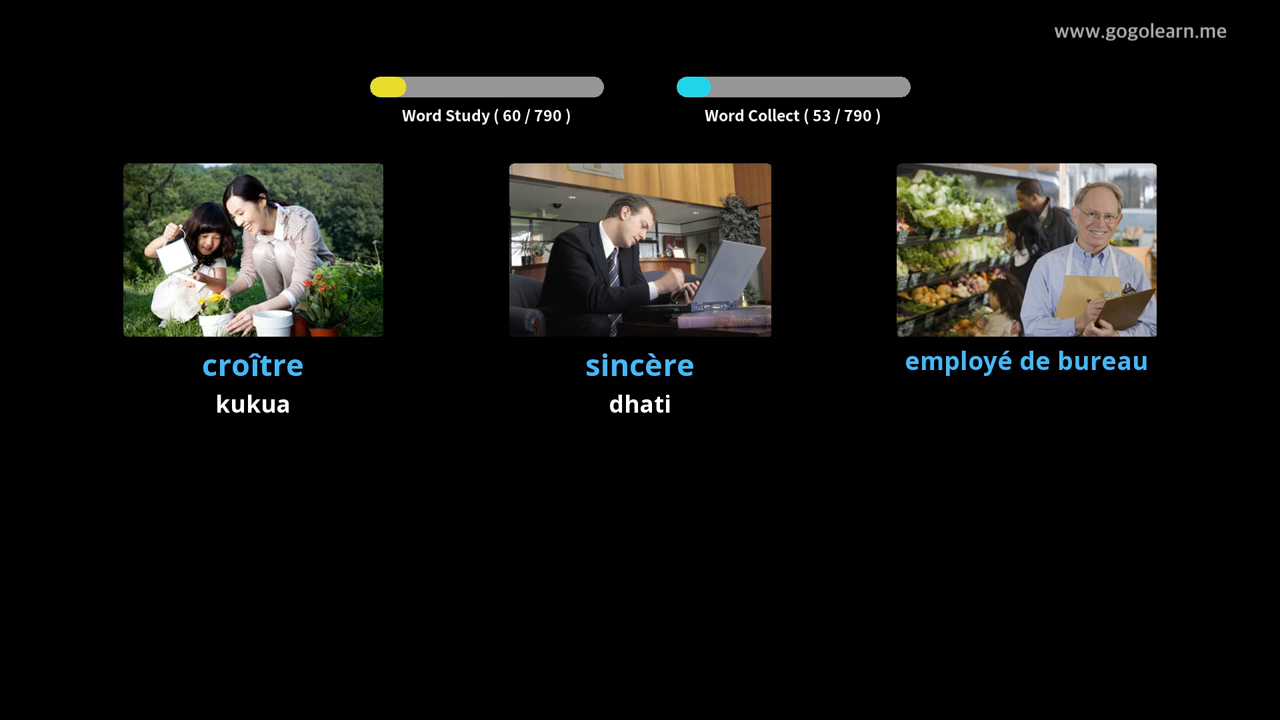 www.gogolearn.me
Word Study ( 60 / 790 )
Word Collect ( 53 / 790 )
croître
kukua
sincère
dhati
employé de bureau